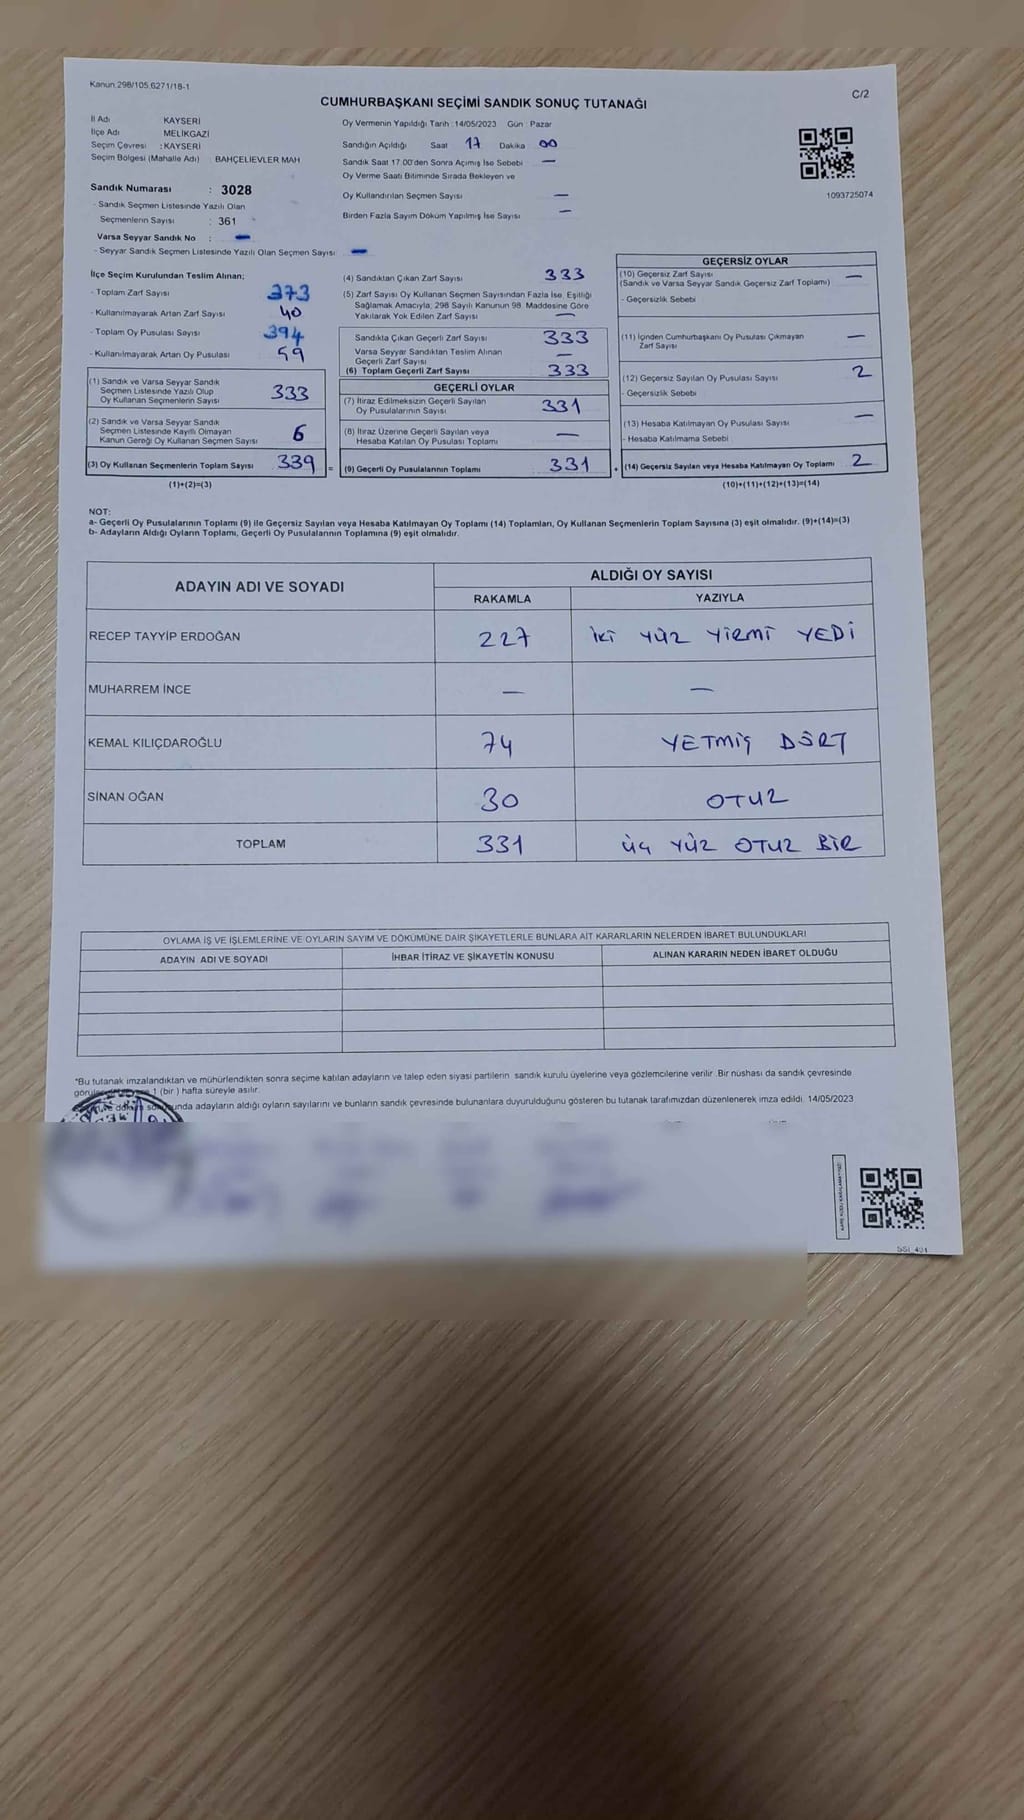 Kanun.298/105.6271/18-1
C/2
CUMHURBAŞKANI SEÇİMİ SANDIK SONUÇ TUTANAĞI
İl Adı KAYSERİ
İlçe Adı MELİKGAZİ
Seçim Çevresi : KAYSERİ
Seçim Bölgesi (Mahalle Adı) : BAHÇELİEVLER MAH
Sandık Numarası : 3028
- Sandık Seçmen Listesinde Yazılı Olan
Seçmenlerin Sayısı : 361
Varsa Seyyar Sandık No : —
- Seyyar Sandık Seçmen Listesinde Yazılı Olan Seçmen Sayısı : —
Oy Vermenin Yapıldığı Tarih : 14/05/2023 Gün : Pazar
Sandığın Açıldığı Saat 17 Dakika 00
Sandık Saat 17.00'den Sonra Açılmış İse Sebebi —
Oy Verme Saati Bitiminde Sırada Bekleyen ve
Oy Kullandırılan Seçmen Sayısı —
Birden Fazla Sayım Döküm Yapılmış İse Sayısı —
1093725074
İlçe Seçim Kurulundan Teslim Alınan;
- Toplam Zarf Sayısı 373
- Kullanılmayarak Artan Zarf Sayısı 40
- Toplam Oy Pusulası Sayısı 394
- Kullanılmayarak Artan Oy Pusulası 59
(1) Sandık ve Varsa Seyyar Sandık
Seçmen Listesinde Yazılı Olup
Oy Kullanan Seçmenlerin Sayısı 333
(2) Sandık ve Varsa Seyyar Sandık
Seçmen Listesinde Kayıtlı Olmayan
Kanun Gereği Oy Kullanan Seçmen Sayısı 6
(3) Oy Kullanan Seçmenlerin Toplam Sayısı 339 =
(1)+(2)=(3)
(4) Sandıktan Çıkan Zarf Sayısı 333
(5) Zarf Sayısı Oy Kullanan Seçmen Sayısından Fazla İse, Eşitliği
Sağlamak Amacıyla; 298 Sayılı Kanunun 98. Maddesine Göre
Yakılarak Yok Edilen Zarf Sayısı —
Sandıkta Çıkan Geçerli Zarf Sayısı 333
Varsa Seyyar Sandıktan Teslim Alınan
Geçerli Zarf Sayısı —
(6) Toplam Geçerli Zarf Sayısı 333
GEÇERLİ OYLAR
(7) İtiraz Edilmeksizin Geçerli Sayılan
Oy Pusulalarının Sayısı 331
(8) İtiraz Üzerine Geçerli Sayılan veya
Hesaba Katılan Oy Pusulası Toplamı —
(9) Geçerli Oy Pusulalarının Toplamı 331 +
GEÇERSİZ OYLAR
(10) Geçersiz Zarf Sayısı —
(Sandık ve Varsa Seyyar Sandık Geçersiz Zarf Toplamı)
- Geçersizlik Sebebi
(11) İçinden Cumhurbaşkanı Oy Pusulası Çıkmayan
Zarf Sayısı —
(12) Geçersiz Sayılan Oy Pusulası Sayısı 2
- Geçersizlik Sebebi
(13) Hesaba Katılmayan Oy Pusulası Sayısı —
- Hesaba Katılmama Sebebi
(14) Geçersiz Sayılan veya Hesaba Katılmayan Oy Toplamı 2
(10)+(11)+(12)+(13)=(14)
NOT:
a- Geçerli Oy Pusulalarının Toplamı (9) ile Geçersiz Sayılan veya Hesaba Katılmayan Oy Toplamı (14) Toplamları, Oy Kullanan Seçmenlerin Toplam Sayısına (3) eşit olmalıdır. (9)+(14)=(3)
b- Adayların Aldığı Oyların Toplamı, Geçerli Oy Pusulalarının Toplamına (9) eşit olmalıdır.
ADAYIN ADI VE SOYADI
ALDIĞI OY SAYISI
RAKAMLA YAZIYLA
RECEP TAYYİP ERDOĞAN 227 iki yüz yirmi YEDİ
MUHARREM İNCE — —
KEMAL KILIÇDAROĞLU 74 YETMİŞ DÖRT
SİNAN OĞAN 30 OTUZ
TOPLAM 331 üç yüz OTUZ BİR
OYLAMA İŞ VE İŞLEMLERİNE VE OYLARIN SAYIM VE DÖKÜMÜNE DAİR ŞİKAYETLERLE BUNLARA AİT KARARLARIN NELERDEN İBARET BULUNDUKLARI
ADAYIN ADI VE SOYADI İHBAR İTİRAZ VE ŞİKAYETİN KONUSU ALINAN KARARIN NEDEN İBARET OLDUĞU
*Bu tutanak imzalandıktan ve mühürlendikten sonra seçime katılan adayların ve talep eden siyasi partilerin sandık kurulu üyelerine veya gözlemcilerine verilir. Bir nüshası da sandık çevresinde
1 (bir) hafta süreyle asılır.
adayların aldığı oyların sayılarını ve bunların sandık çevresinde bulunanlara duyurulduğunu gösteren bu tutanak tarafımızdan düzenlenerek imza edildi. 14/05/2023